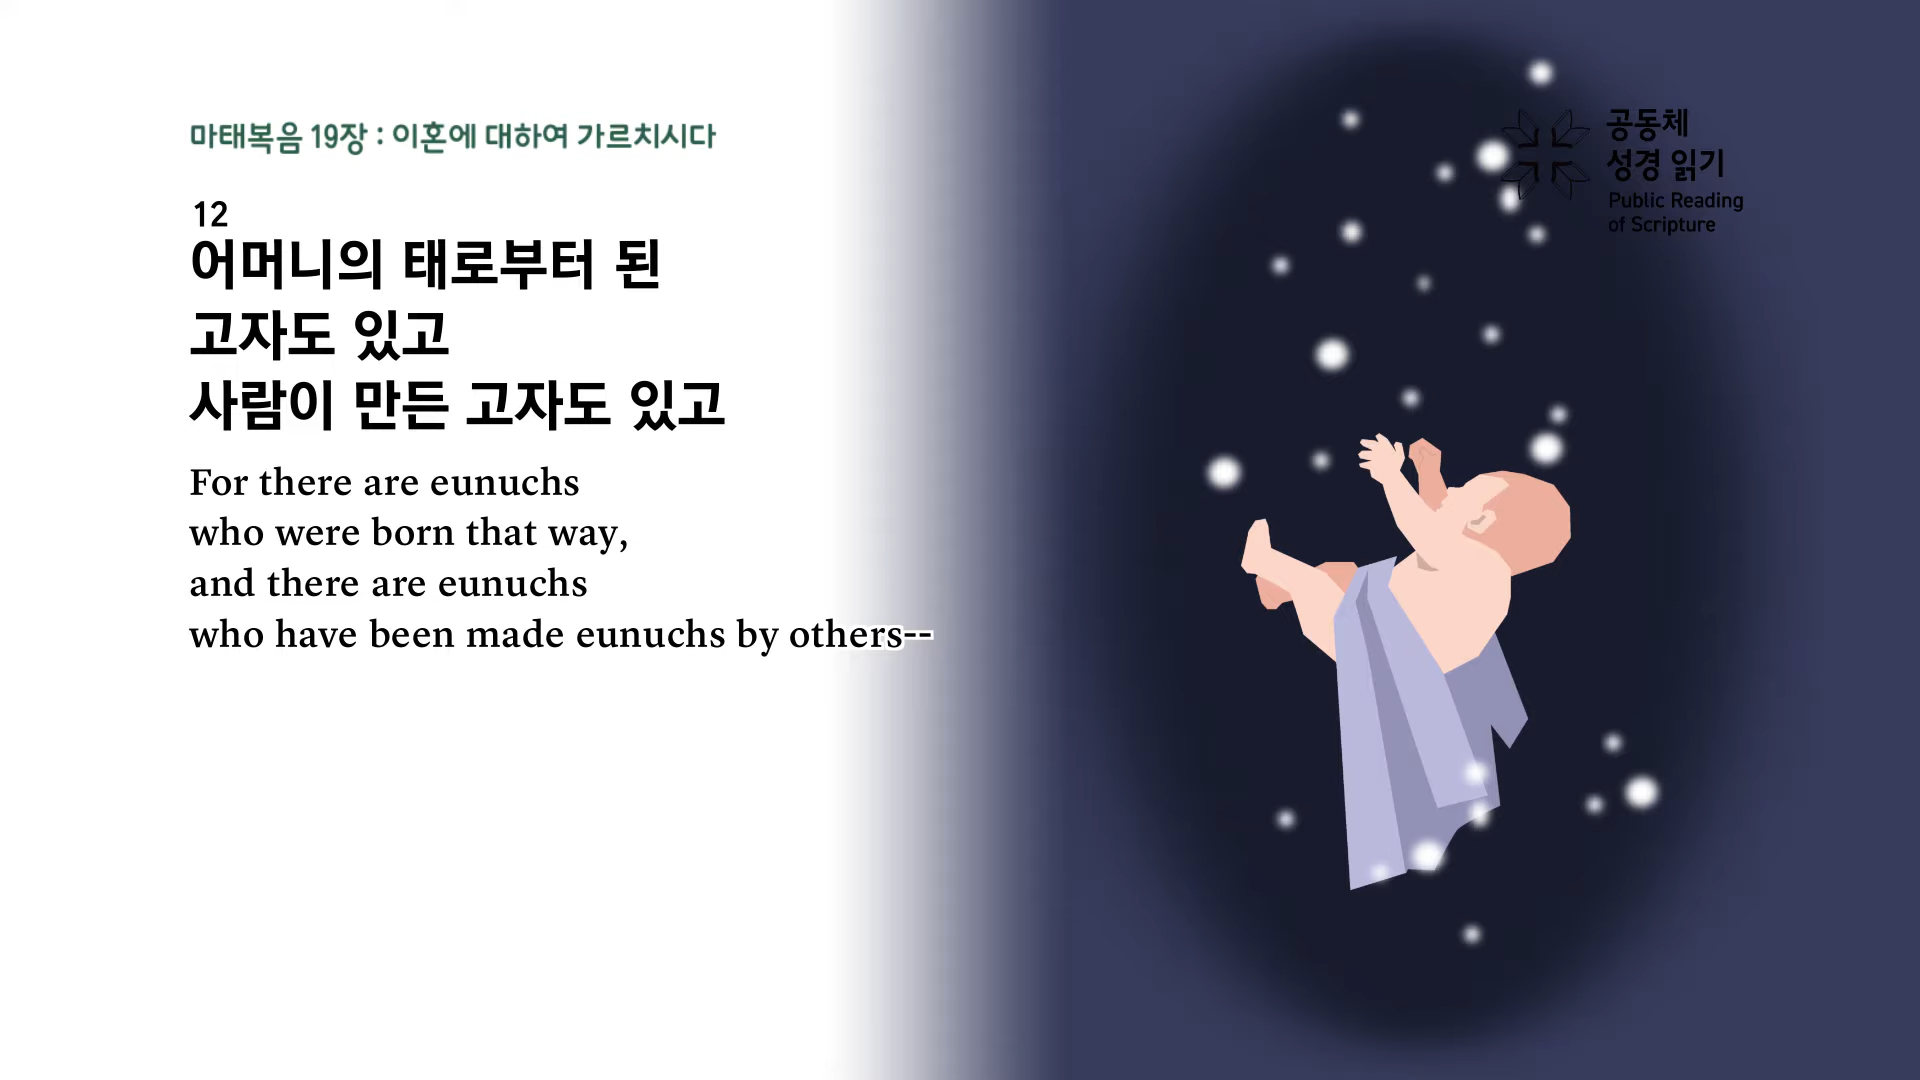 마태복음 19장 : 이혼에 대하여 가르치시다
12
어머니의 태로부터 된
고자도 있고
사람이 만든 고자도 있고
For there are eunuchs
who were born that way,
and there are eunuchs
who have been made eunuchs by others--
공동체
성경 읽기
Public Reading
of Scripture